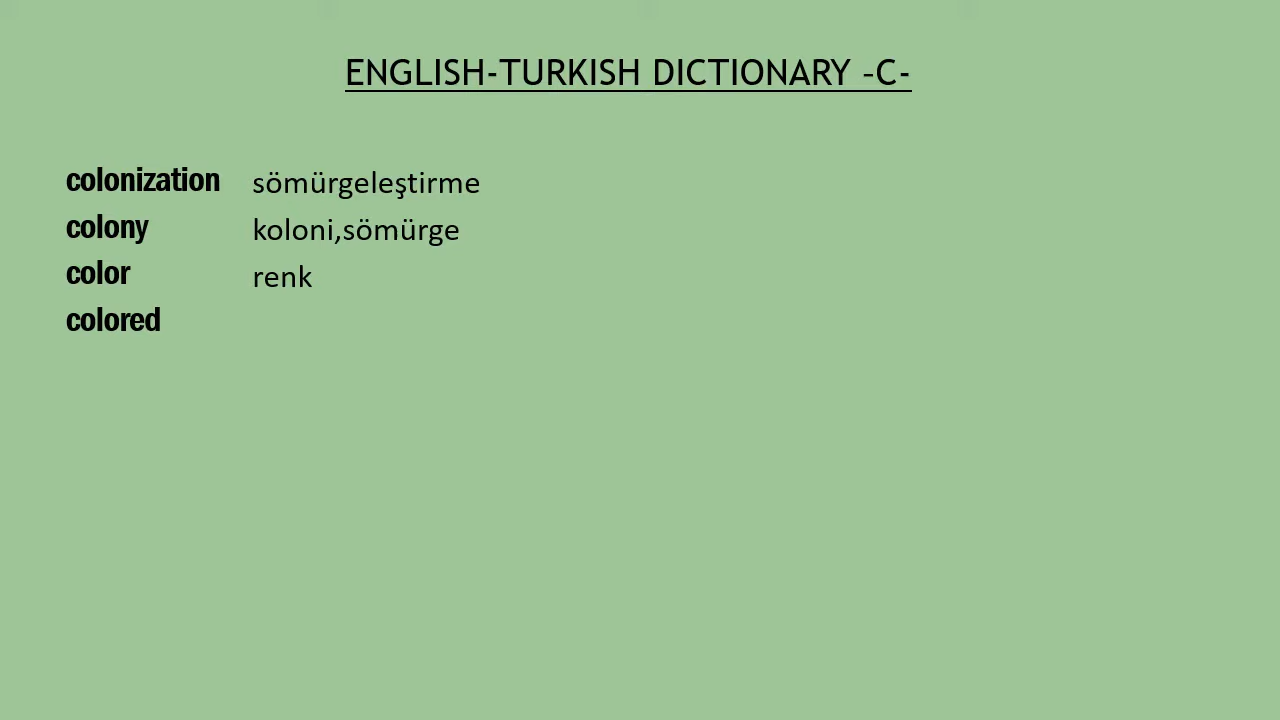 ENGLISH-TURKISH DICTIONARY –C-
colonization sömürgeleştirme
colony koloni,sömürge
color renk
colored